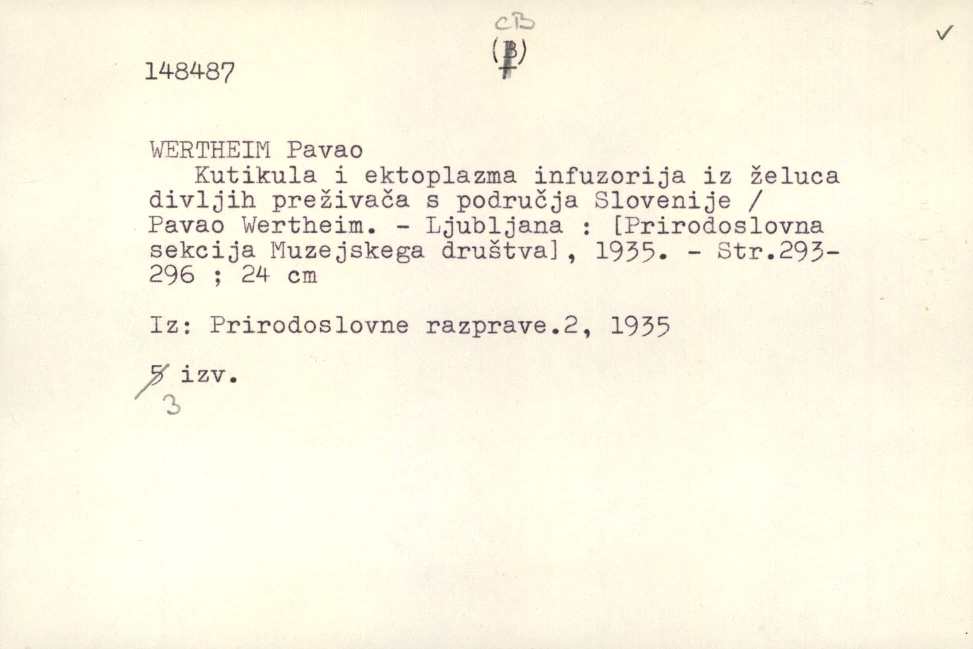 CB
(B)
148487
WERTHEIM Pavao
Kutikula i ektoplazma infuzorija iz želuca
divljih preživača s područja Slovenije /
Pavao Wertheim. - Ljubljana : [Prirodoslovna
sekcija Muzejskega društva], 1935. - Str.293-
296 ; 24 cm
Iz: Prirodoslovne razprave.2, 1935
5 izv.
3